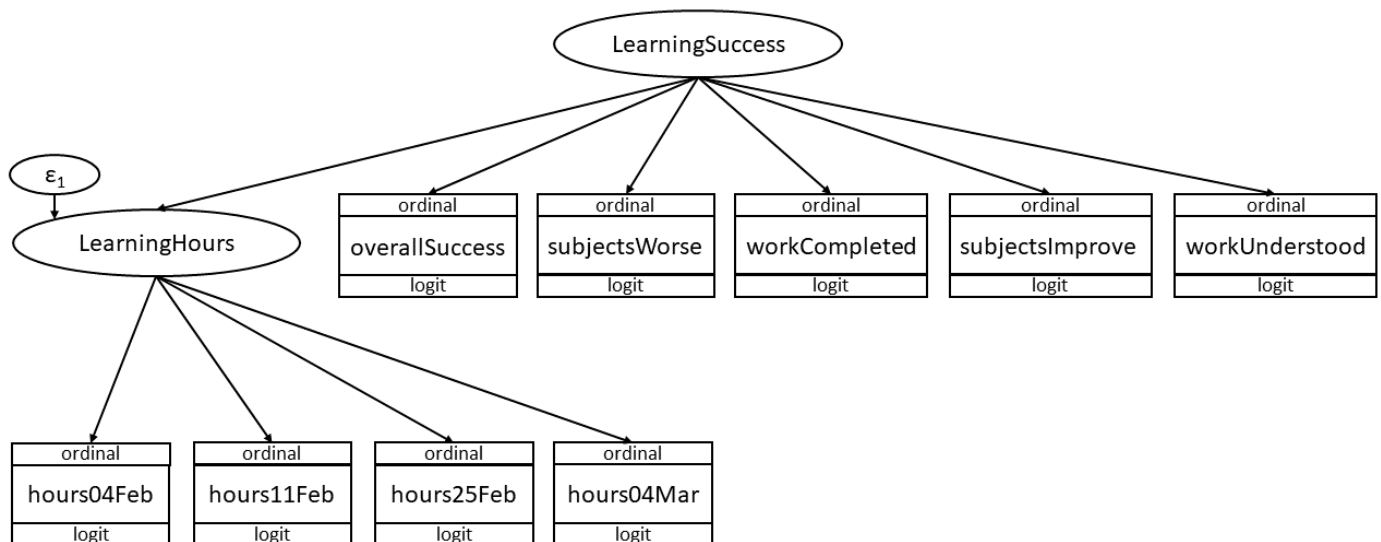 LearningSuccess
ε1
LearningHours
ordinal
overallSuccess
logit
ordinal
subjectsWorse
logit
ordinal
workCompleted
logit
ordinal
subjectsImprove
logit
ordinal
workUnderstood
logit
ordinal
hours04Feb
logit
ordinal
hours11Feb
logit
ordinal
hours25Feb
logit
ordinal
hours04Mar
logit